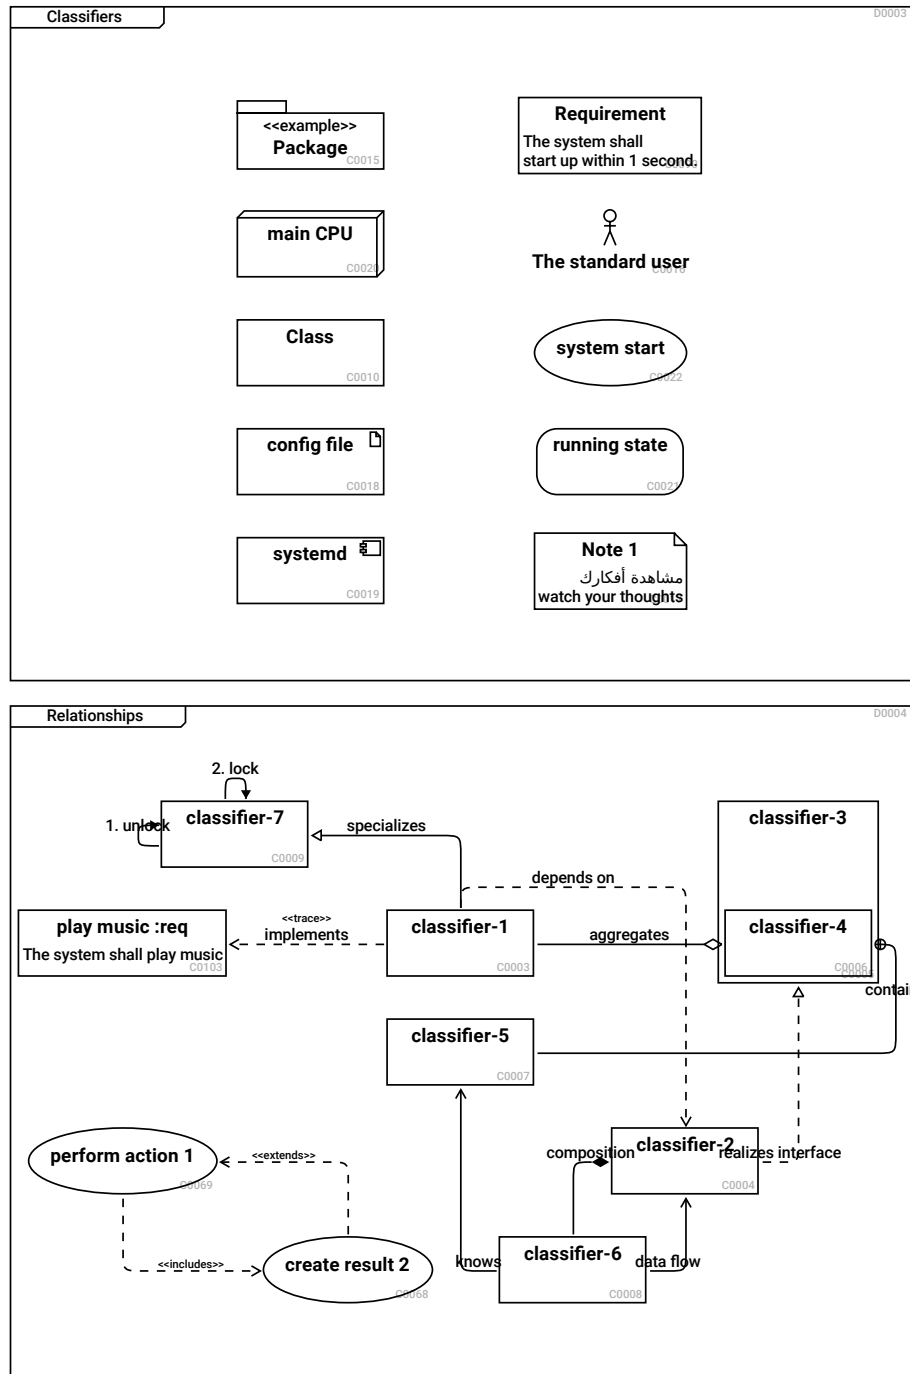 Classifiers
D0003
<<example>>
Package
C0015
Requirement
The system shall
start up within 1 second.
main CPU
C0020
The standard user
C0016
Class
C0010
system start
C0022
config file
C0018
running state
C0021
systemd
C0019
Note 1
مشاهدة أفكارك
watch your thoughts
Relationships
D0004
2. lock
1. unlock
classifier-7
C0009
specializes
classifier-3
depends on
play music :req
The system shall play music
C0103
<<trace>>
implements
classifier-1
C0003
aggregates
classifier-4
C0006
C0005
contai
classifier-5
C0007
perform action 1
C0069
<<extends>>
composition
classifier-2
C0004
realizes interface
<<includes>>
create result 2
C0068
knows
classifier-6
C0008
data flow